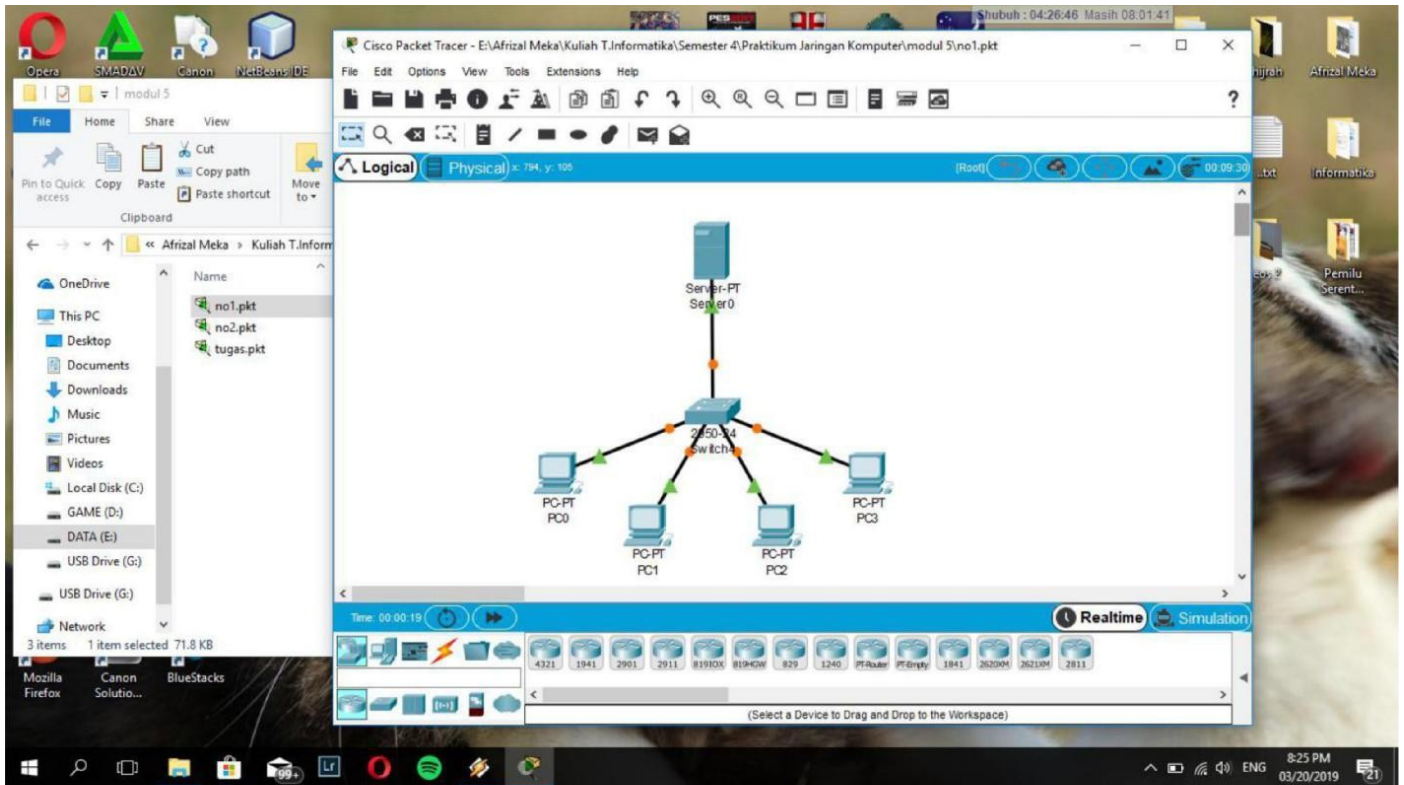 Shubuh : 04:26:46 Masih 08:01:41
Opera
SMADAV
Canon
NetBeans IDE
Afrizal Meka
Informatika
Pemilu
Serent...
modul 5
File Home Share View
Pin to Quick access
Copy
Paste
Cut
Copy path
Paste shortcut
Move to
Clipboard
« Afrizal Meka › Kuliah T.Inform
Name
OneDrive
This PC
Desktop
Documents
Downloads
Music
Pictures
Videos
Local Disk (C:)
GAME (D:)
DATA (E:)
USB Drive (G:)
USB Drive (G:)
Network
no1.pkt
no2.pkt
tugas.pkt
3 items 1 item selected 71.8 KB
Cisco Packet Tracer - E:\Afrizal Meka\Kuliah T.Informatika\Semester 4\Praktikum Jaringan Komputer\modul 5\no1.pkt
File Edit Options View Tools Extensions Help
?
Logical Physical x: 794, y: 105
[Root] 00:09:30
Server-PT
Server0
2950-24
Switch4
PC-PT
PC0
PC-PT
PC1
PC-PT
PC2
PC-PT
PC3
Time: 00:00:19
Realtime Simulation
4321 1941 2901 2911 819IOX 819HGW 829 1240 PT-Router PT-Empty 1841 2620XM 2621XM 2811
(Select a Device to Drag and Drop to the Workspace)
Mozilla
Firefox
Canon
Solutio...
BlueStacks
99+
Lr
ENG
8:25 PM
03/20/2019
21